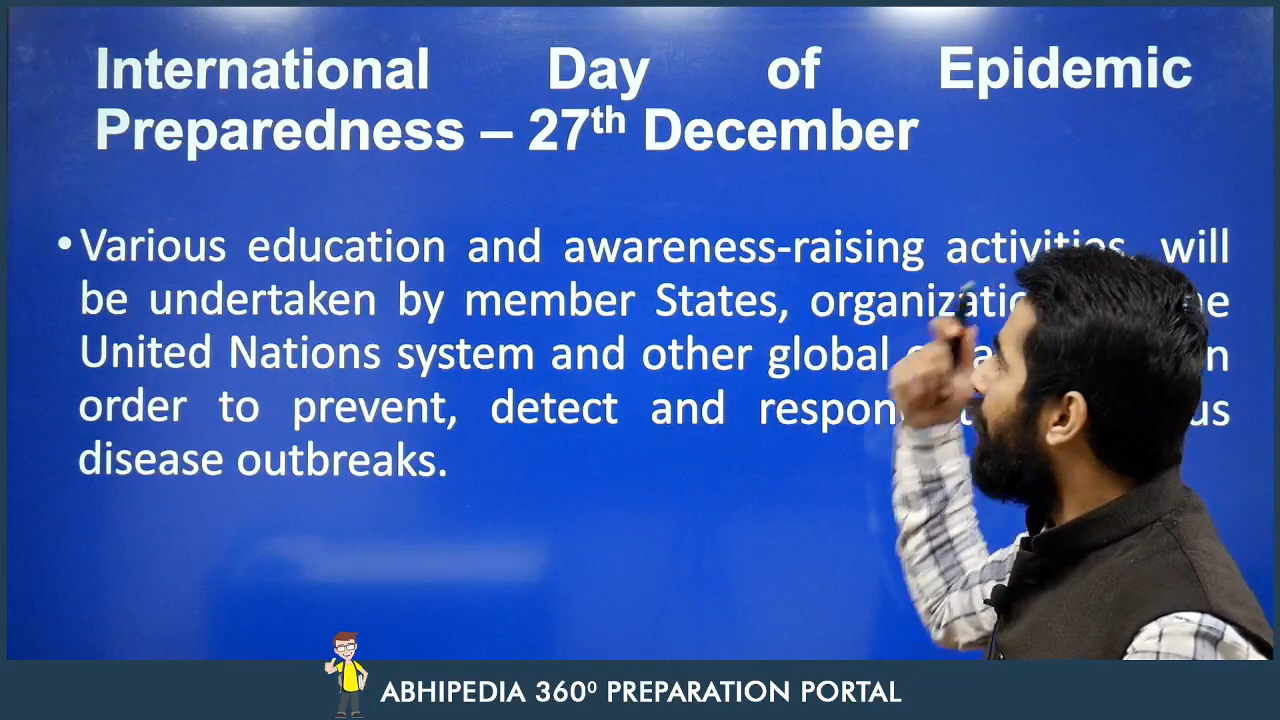 International Day of Epidemic
Preparedness – 27th December
• Various education and awareness-raising activities, will
be undertaken by member States,
United Nations system and other global
order to prevent, detect and
disease outbreaks.
ABHIPEDIA 360⁰ PREPARATION PORTAL